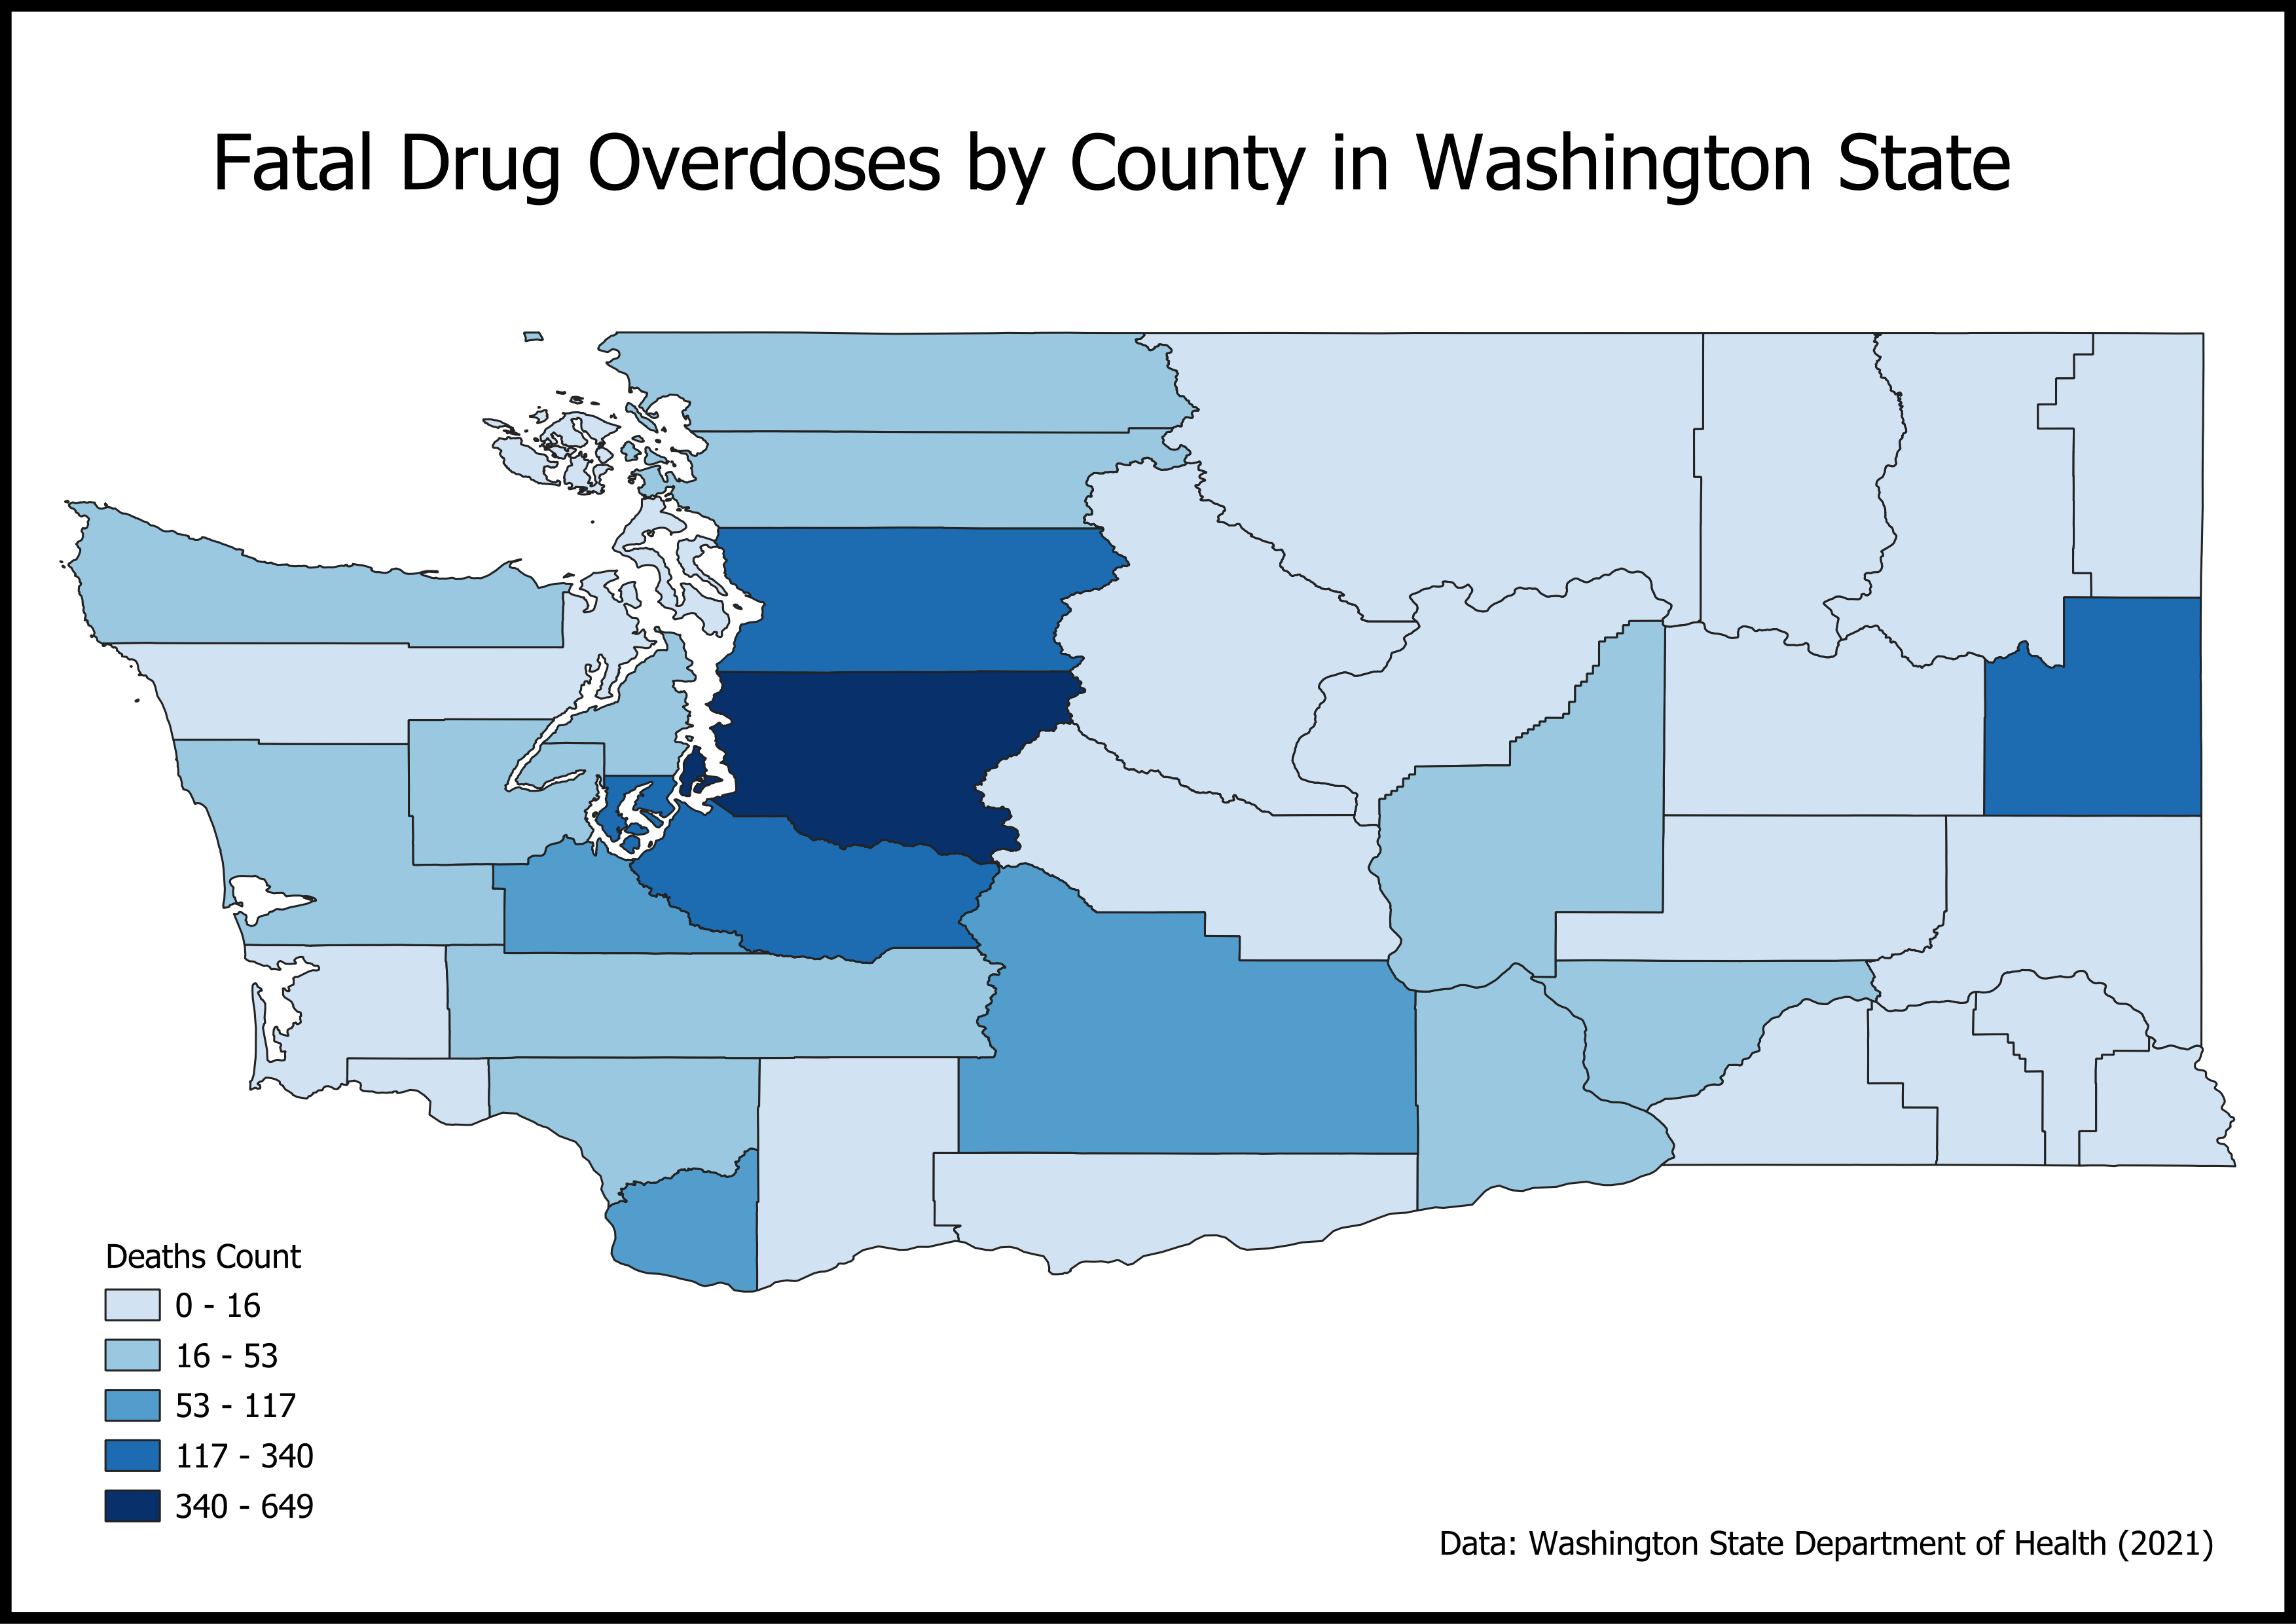 Fatal Drug Overdoses by County in Washington State
Deaths Count
0 - 16
16 - 53
53 - 117
117 - 340
340 - 649
Data: Washington State Department of Health (2021)